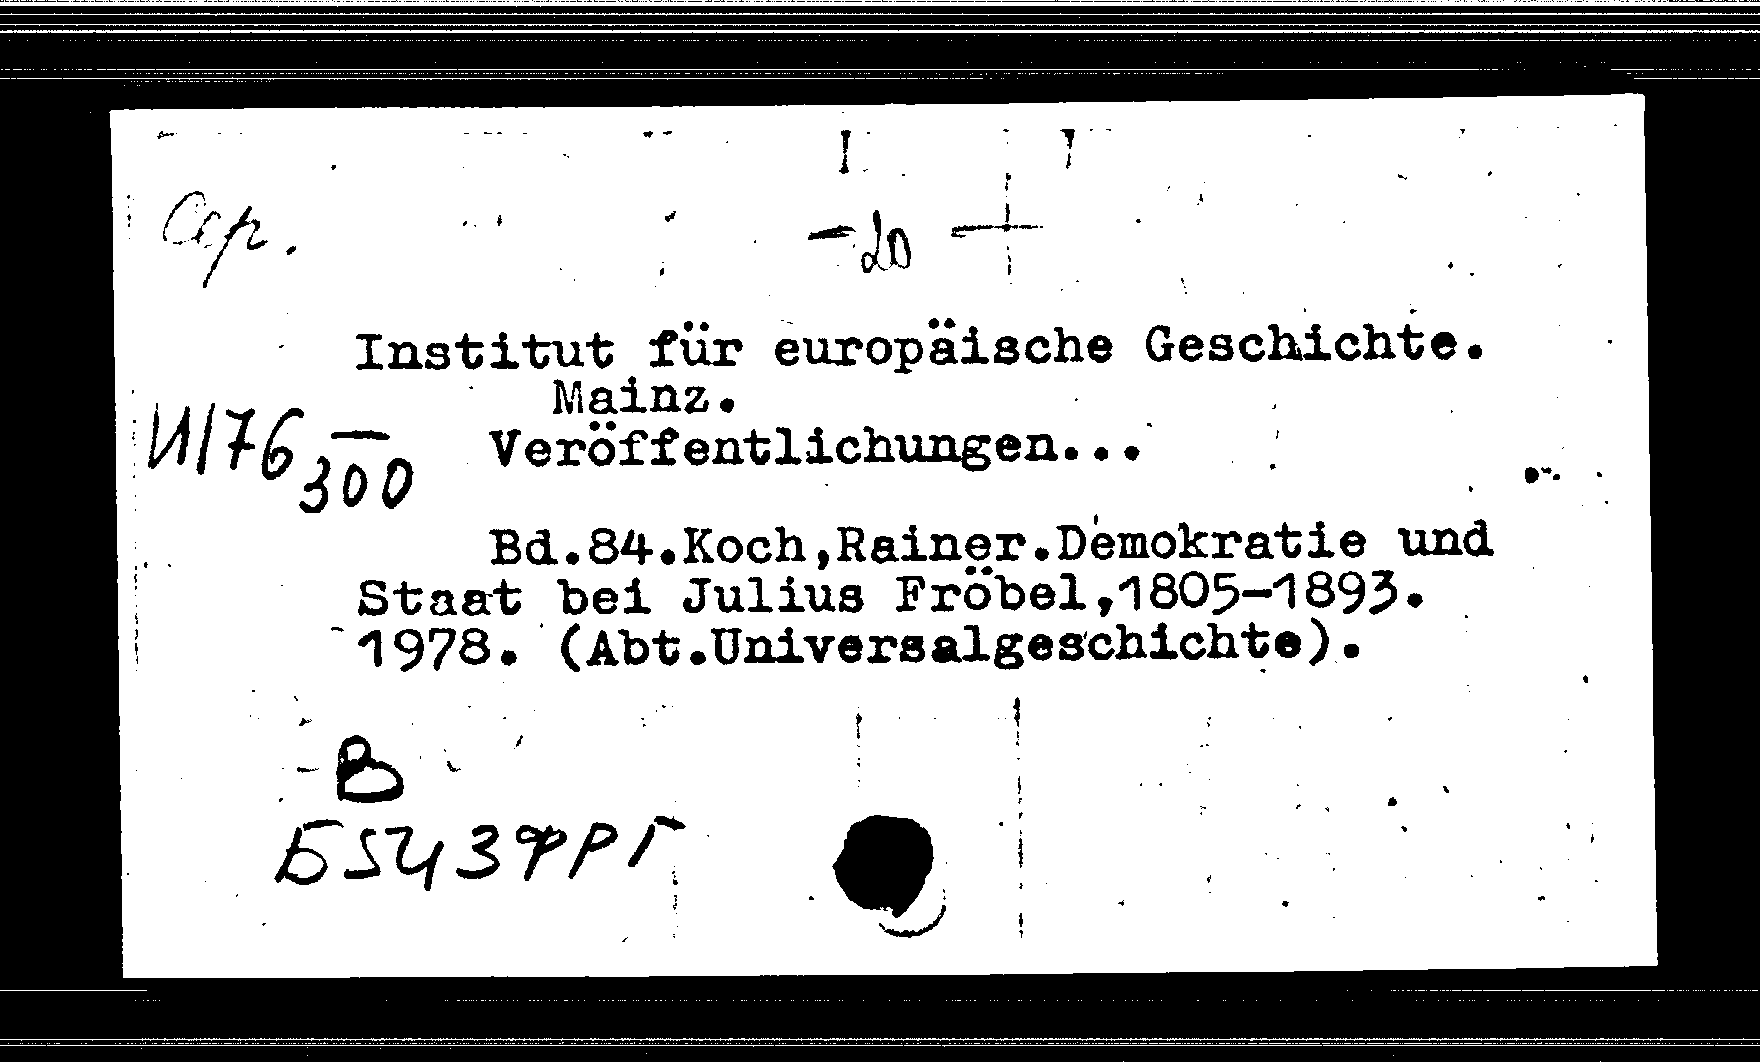 Сер.
-20
Institut für europäische Geschichte.
Mainz.
И176 —
300
Veröffentlichungen...
Bd.84.Koch,Rainer.Demokratie und
Staat bei Julius Fröbel,1805-1893.
1978. (Abt.Universalgeschichte).
В
Б5439РГ